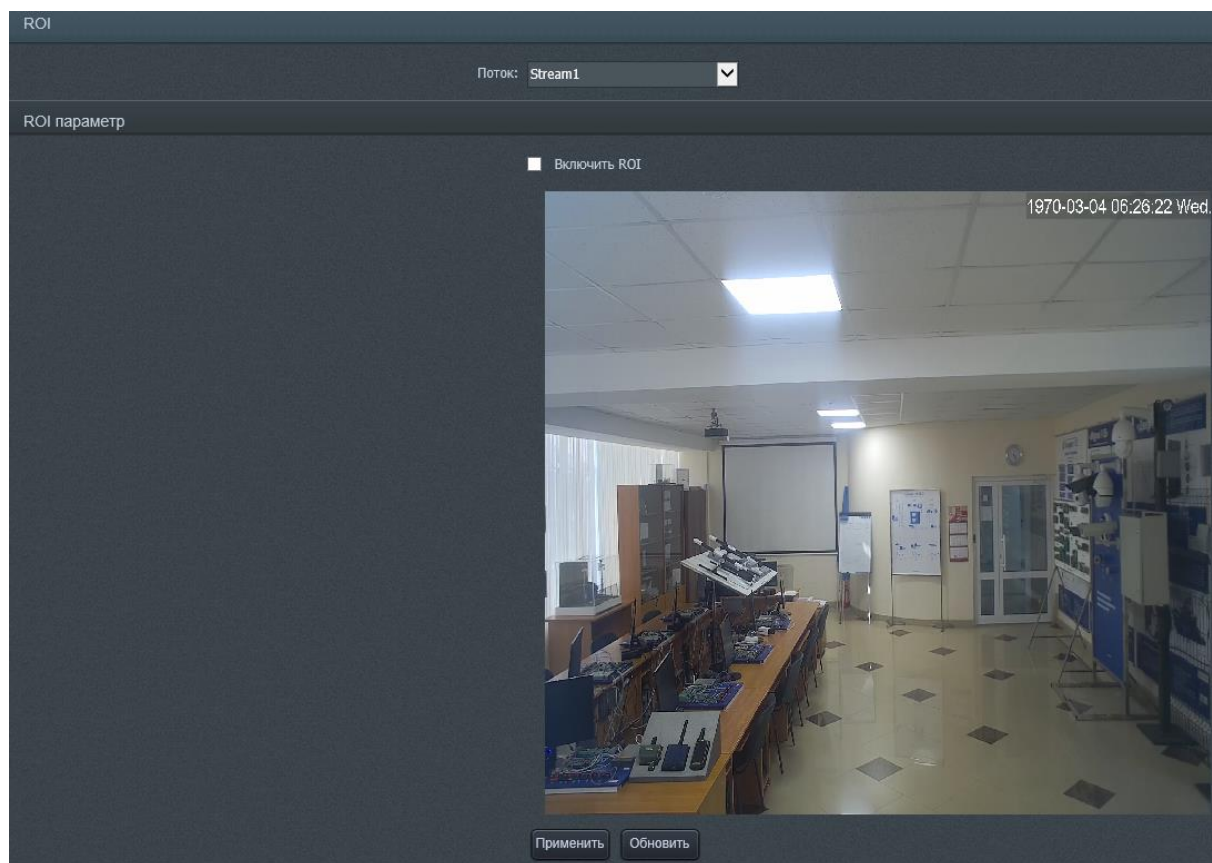 ROI
Поток: Stream1
ROI параметр
Включить ROI
1970-03-04 06:26:22 Wed.
Применить Обновить